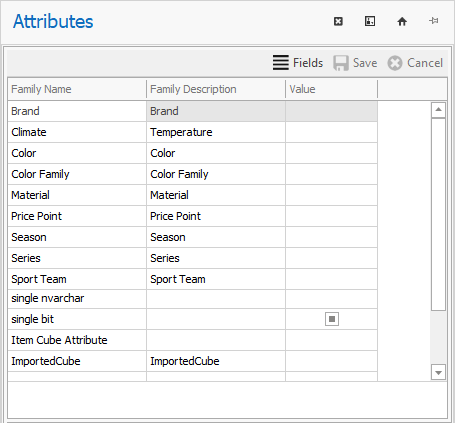 Attributes
Fields Save Cancel
Family Name Family Description Value
Brand Brand
Climate Temperature
Color Color
Color Family Color Family
Material Material
Price Point Price Point
Season Season
Series Series
Sport Team Sport Team
single nvarchar
single bit
Item Cube Attribute
ImportedCube ImportedCube